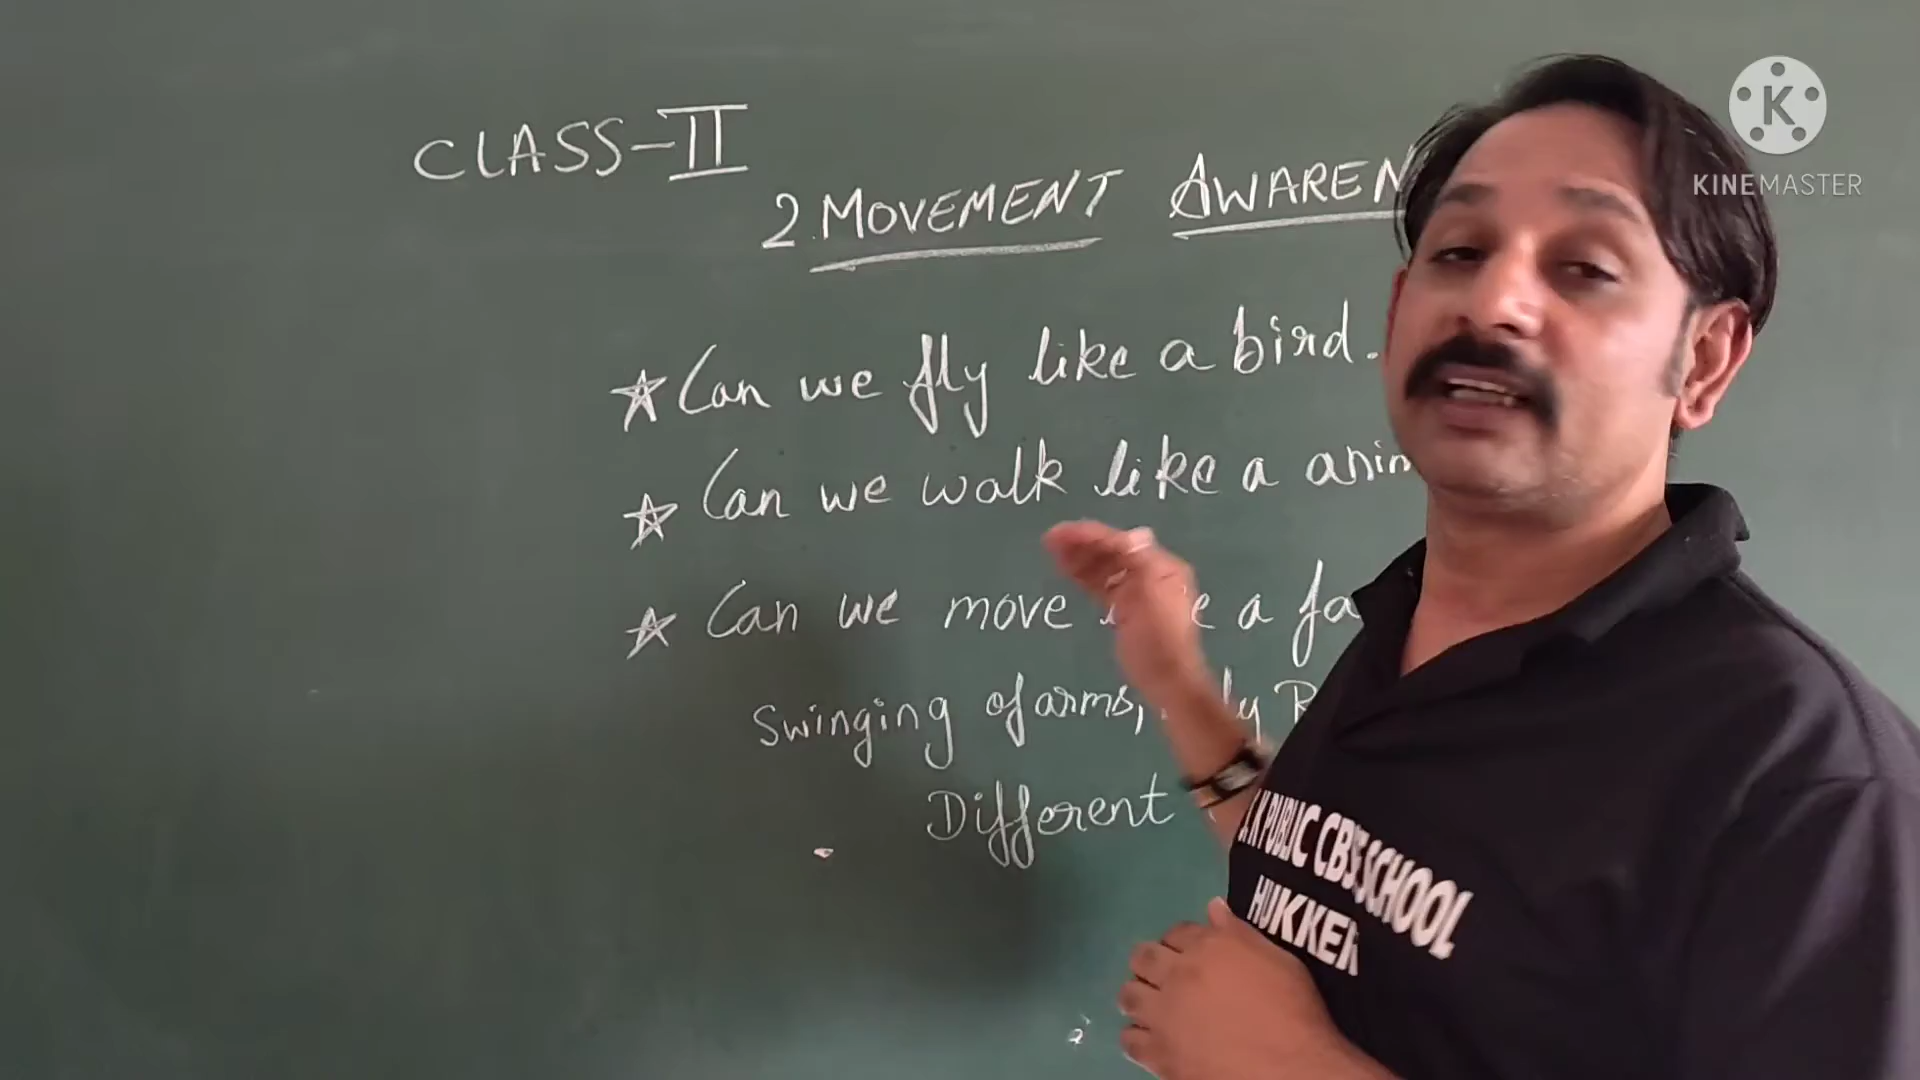 CLASS-II
2. MOVEMENT AWAREN
★ Can we fly like a bird.
★ Can we walk like a anim
★ Can we move a fa
Swinging of arms,
Different
K PUBLIC CBSE SCHOOL
HUKKER
K
KINEMASTER